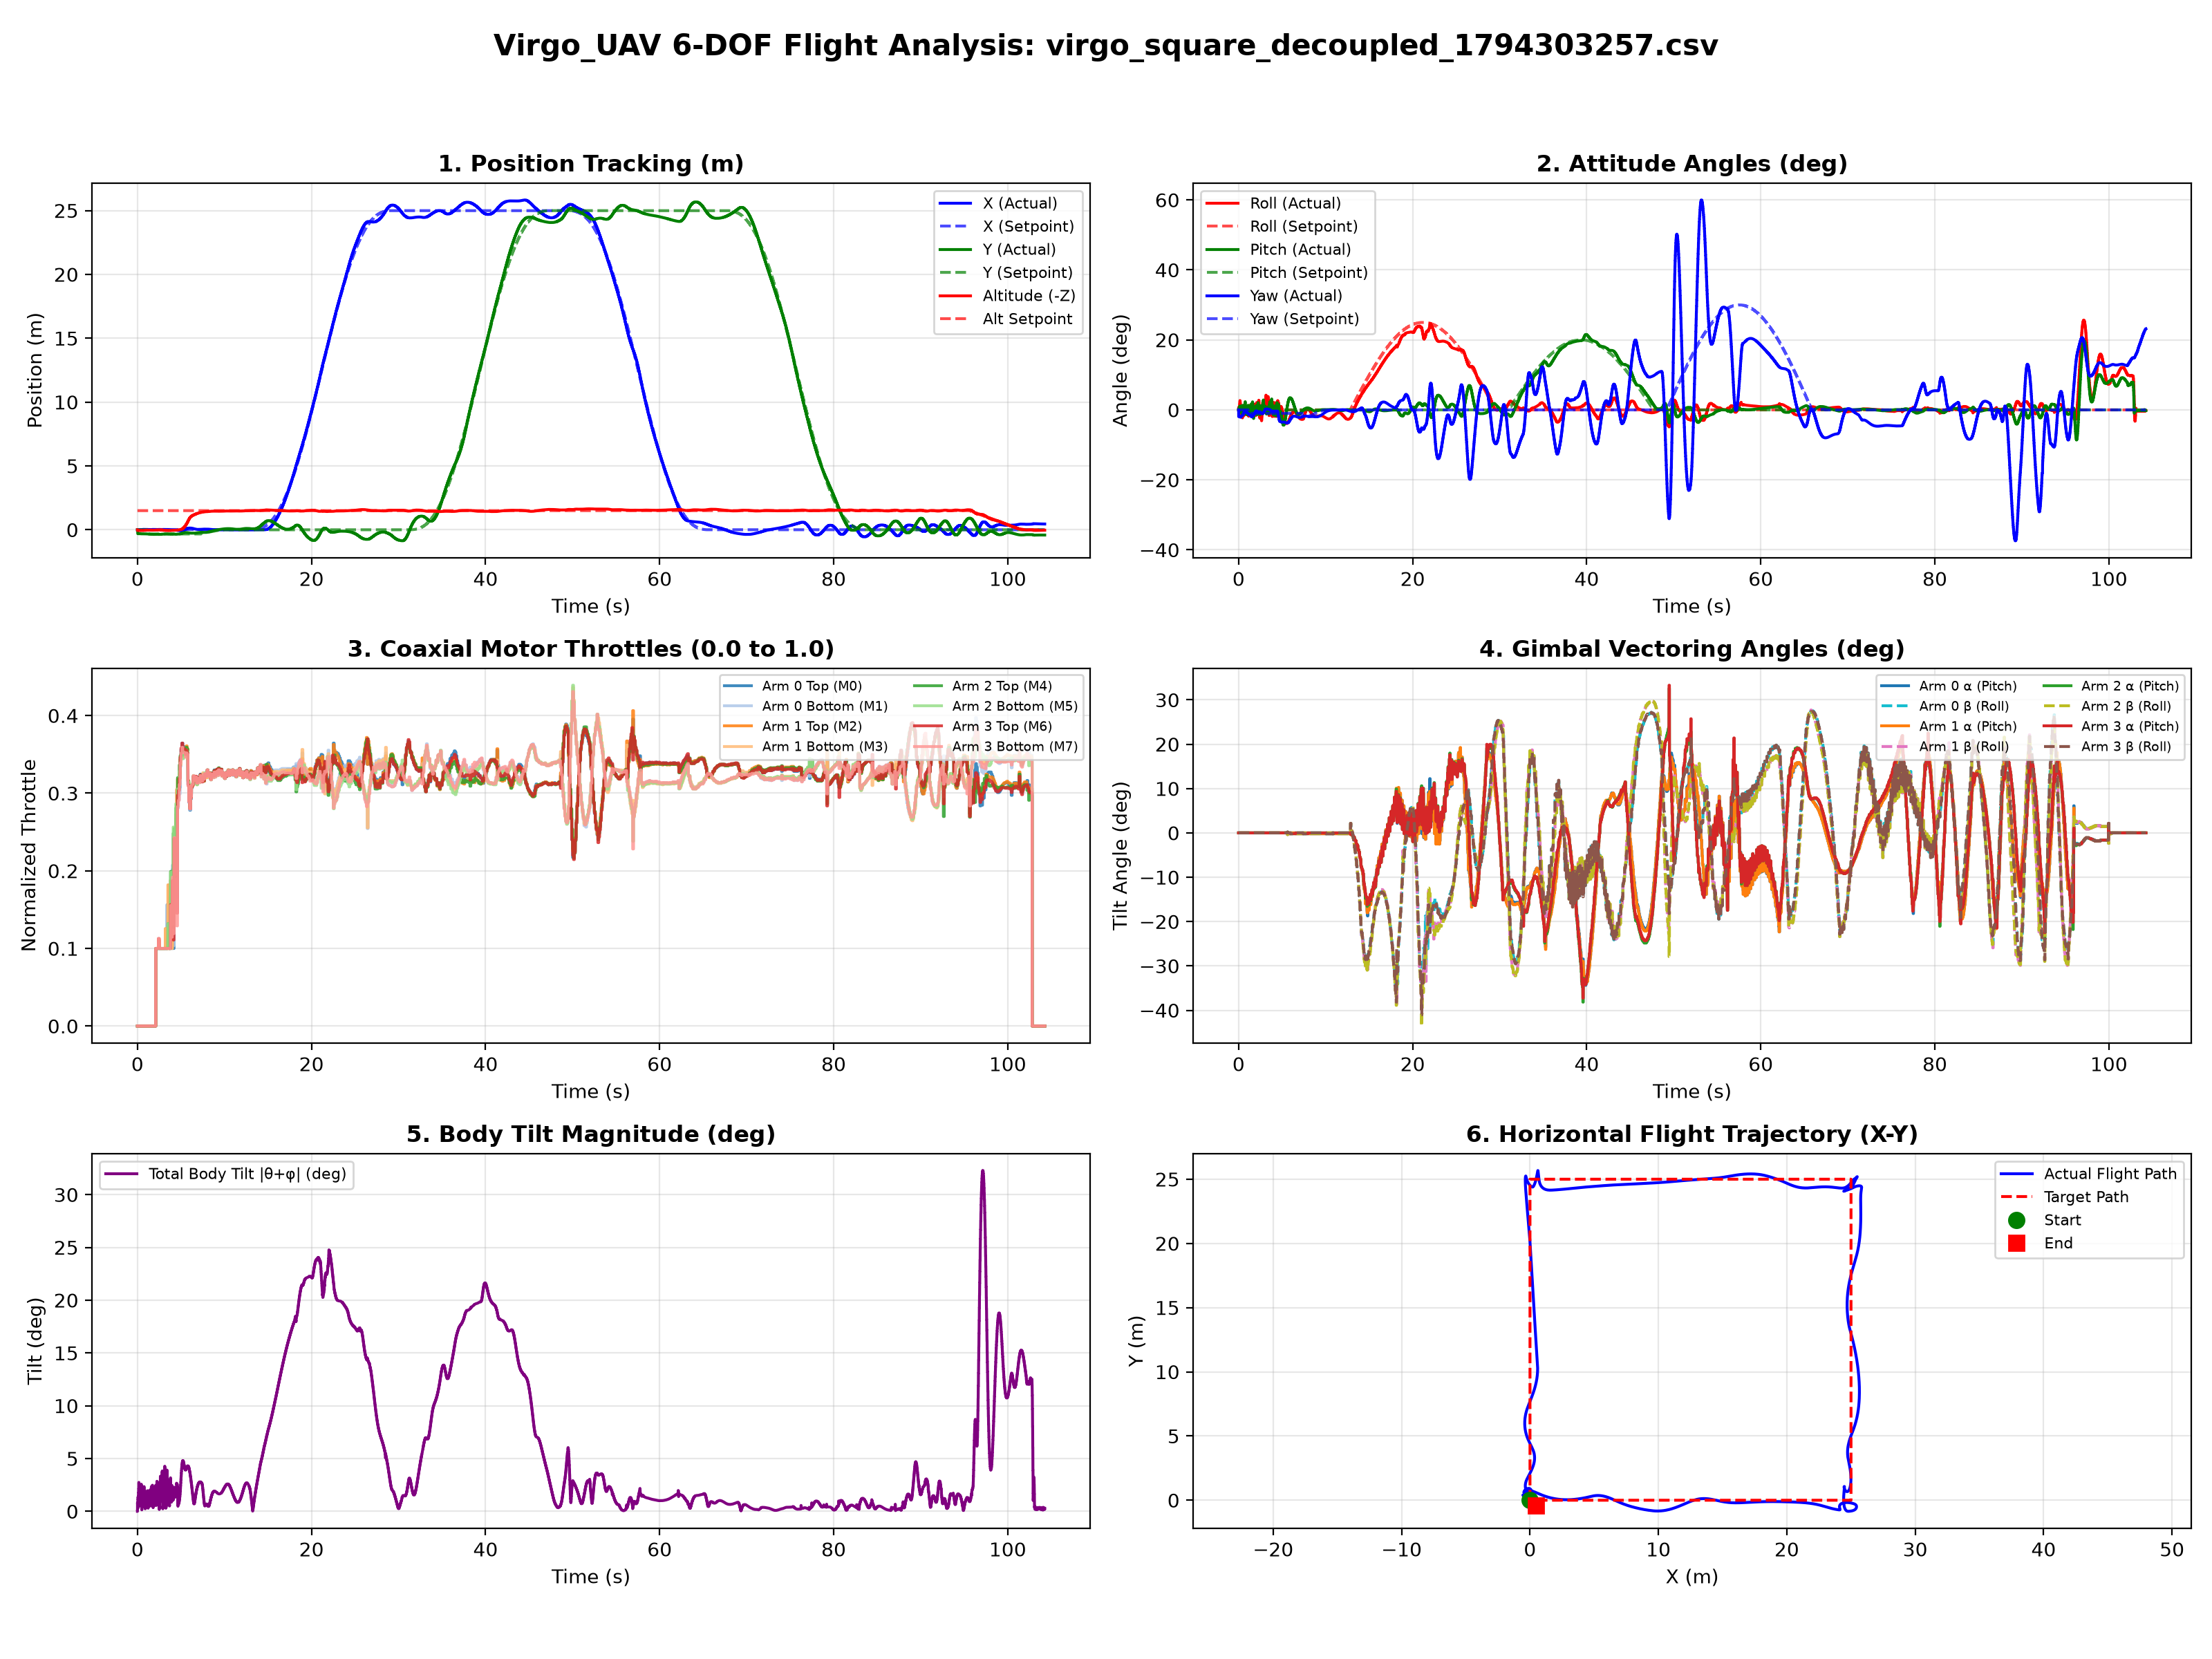 Virgo_UAV 6-DOF Flight Analysis: virgo_square_decoupled_1794303257.csv
1. Position Tracking (m)
Position (m)
25
20
15
10
5
0
X (Actual)
X (Setpoint)
Y (Actual)
Y (Setpoint)
Altitude (-Z)
Alt Setpoint
0 20 40 60 80 100
Time (s)
2. Attitude Angles (deg)
Angle (deg)
60
40
20
0
−20
−40
Roll (Actual)
Roll (Setpoint)
Pitch (Actual)
Pitch (Setpoint)
Yaw (Actual)
Yaw (Setpoint)
0 20 40 60 80 100
Time (s)
3. Coaxial Motor Throttles (0.0 to 1.0)
Normalized Throttle
0.4
0.3
0.2
0.1
0.0
Arm 0 Top (M0) Arm 2 Top (M4)
Arm 0 Bottom (M1) Arm 2 Bottom (M5)
Arm 1 Top (M2) Arm 3 Top (M6)
Arm 1 Bottom (M3) Arm 3 Bottom (M7)
0 20 40 60 80 100
Time (s)
4. Gimbal Vectoring Angles (deg)
Tilt Angle (deg)
30
20
10
0
−10
−20
−30
−40
Arm 0 α (Pitch) Arm 2 α (Pitch)
Arm 0 β (Roll) Arm 2 β (Roll)
Arm 1 α (Pitch) Arm 3 α (Pitch)
Arm 1 β (Roll) Arm 3 β (Roll)
0 20 40 60 80 100
Time (s)
5. Body Tilt Magnitude (deg)
Tilt (deg)
30
25
20
15
10
5
0
Total Body Tilt |θ+φ| (deg)
0 20 40 60 80 100
Time (s)
6. Horizontal Flight Trajectory (X-Y)
Y (m)
25
20
15
10
5
0
Actual Flight Path
Target Path
Start
End
−20 −10 0 10 20 30 40 50
X (m)